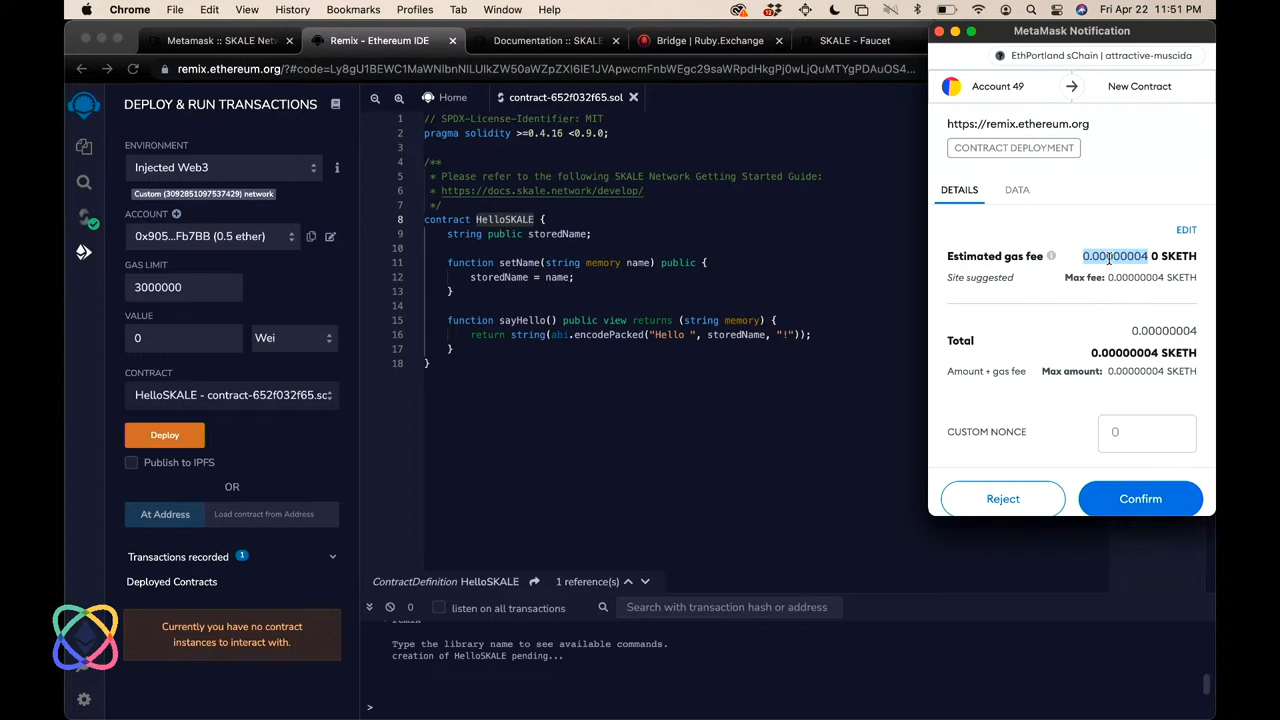 Chrome File Edit View History Bookmarks Profiles Tab Window Help
Fri Apr 22 11:51 PM
Metamask :: SKALE Net
Remix - Ethereum IDE
Documentation :: SKALE
Bridge | Ruby.Exchange
SKALE - Faucet
remix.ethereum.org/?#code=
DEPLOY & RUN TRANSACTIONS
ENVIRONMENT
Injected Web3
Custom (3092851097537429) network
ACCOUNT
0x905...Fb7BB (0.5 ether)
GAS LIMIT
3000000
VALUE
0
Wei
CONTRACT
HelloSKALE - contract-652f032f65.sc
Deploy
Publish to IPFS
OR
At Address
Load contract from Address
Transactions recorded 1
Deployed Contracts
Currently you have no contract
instances to interact with.
Home
contract-652f032f65.sol
1 // SPDX-License-Identifier: MIT
2 pragma solidity >=0.4.16 <0.9.0;
3
4 /**
5 * Please refer to the following SKALE Network Getting Started Guide:
6 * https://docs.skale.network/develop/
7 */
8 contract HelloSKALE {
9 string public storedName;
10
11 function setName(string memory name) public {
12 storedName = name;
13 }
14
15 function sayHello() public view returns (string memory) {
16 return string(abi.encodePacked("Hello ", storedName, "!"));
17 }
18 }
ContractDefinition HelloSKALE
1 reference(s)
0
listen on all transactions
Search with transaction hash or address
remix
Type the library name to see available commands.
creation of HelloSKALE pending...
>
MetaMask Notification
EthPortland sChain | attractive-muscida
Account 49
New Contract
https://remix.ethereum.org
CONTRACT DEPLOYMENT
DETAILS
DATA
EDIT
Estimated gas fee
0.00000004 0 SKETH
Site suggested
Max fee: 0.00000004 SKETH
0.00000004
Total
0.00000004 SKETH
Amount + gas fee
Max amount: 0.00000004 SKETH
CUSTOM NONCE
0
Reject
Confirm